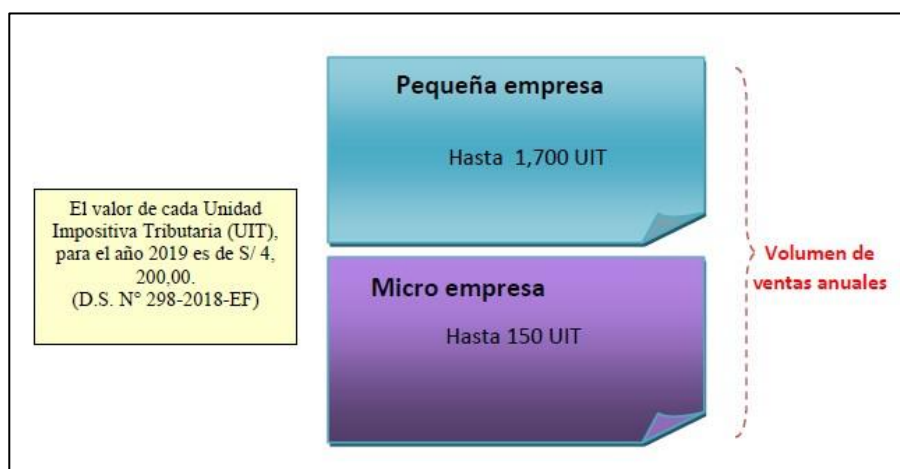 Pequeña empresa
Hasta 1,700 UIT
El valor de cada Unidad
Impositiva Tributaria (UIT),
para el año 2019 es de S/ 4,
200,00.
(D.S. N° 298-2018-EF)
Micro empresa
Hasta 150 UIT
Volumen de
ventas anuales